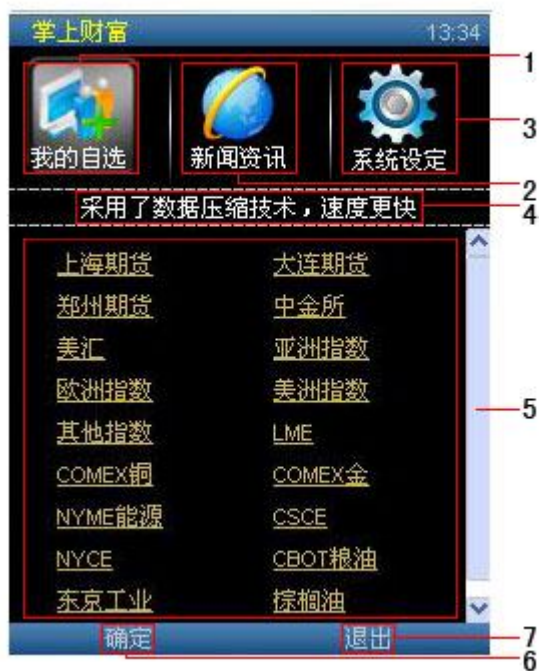 掌上财富 13:34
1
我的自选 新闻资讯 系统设定 3
2
采用了数据压缩技术，速度更快 4
上海期货 大连期货
郑州期货 中金所
美汇 亚洲指数
欧洲指数 美洲指数
5
其他指数 LME
COMEX铜 COMEX金
NYME能源 CSCE
NYCE CBOT粮油
东京工业 棕榈油
确定 退出 7
6